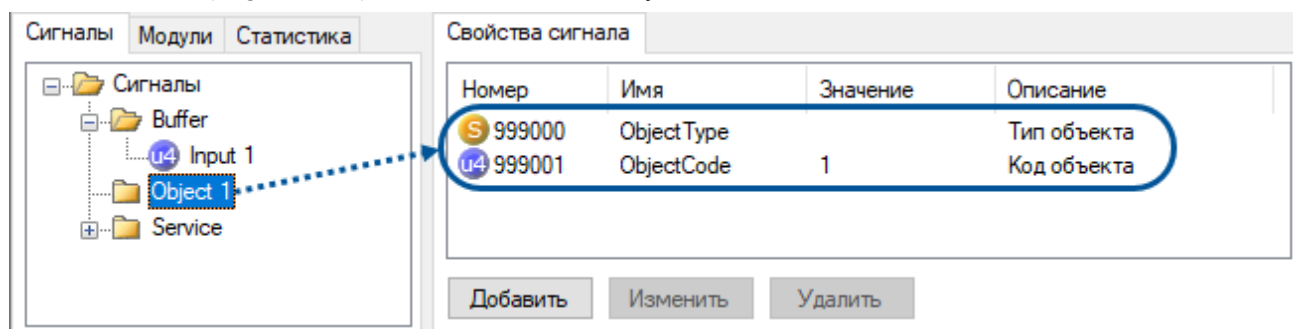 Сигналы Модули Статистика
Сигналы
Buffer
u4 Input 1
Object 1
Service
Свойства сигнала
Номер Имя Значение Описание
S 999000 ObjectType Тип объекта
u4 999001 ObjectCode 1 Код объекта
Добавить Изменить Удалить